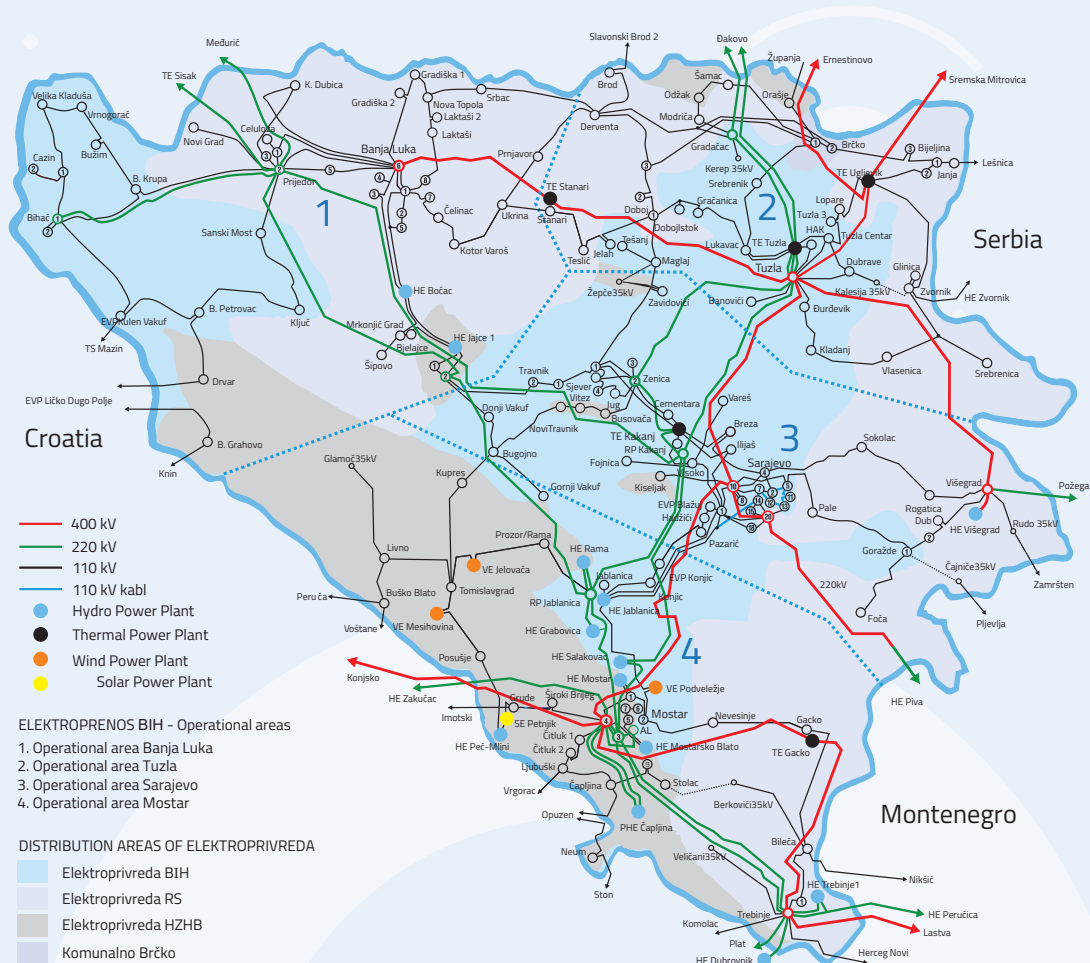 Međurič
TE Sisak
Slavonski Brod 2
Đakovo
Županja
Ernestinovo
Sremska Mitrovica
K. Dubica
Gradiška 1
Gradiška 2
Srbac
Brod
Šamac
Odžak
Orašje
Velika Kladuša
Vrnogorač
Nova Topola
Laktaši 2
Laktaši
Derventa
Modriča
Novi Grad
Celuloza
Banja Luka
Prnjavor
Gradačac
Brčko
Bijeljina
Lešnica
Janja
Bužim
Cazin
B. Krupa
Prijedor
Kerep 35kV
Srebrenik
TE Ugljevik
TE Stanari
Stanari
Ukrina
Čelinac
Kotor Varoš
Doboj
DobojIstok
Gračanica
Lopare
Tuzla 3
HAK
Tuzla Centar
TE Tuzla
Lukavac
Tuzla
Dubrave
Kalesija 35kV
Glinica
Zvornik
HE Zvornik
Serbia
Bihać
Sanski Most
1
2
Tešanj
Jelah
Teslić
Maglaj
Žepče35kV
Zavidovići
Banovići
Đurđevik
Kladanj
Vlasenica
Srebrenica
HE Bočac
EVPKulen Vakuf
B. Petrovac
Ključ
TS Mazin
Mrkonjić Grad
Bjelajce
Šipovo
HE Jajce 1
Drvar
EVP Ličko Dugo Polje
Croatia
B. Grahovo
Knin
Travnik
Sjever
Zenica
Vitez
Jug
NoviTravnik
Busovača
Cementara
Vareš
Breza
Ilijaš
TE Kakanj
RP Kakanj
Visoko
Fojnica
Kiseljak
Sarajevo
3
Sokolac
Donji Vakuf
Bugojno
Glamoč35kV
Kupres
Gornji Vakuf
EVP Blažuj
Hadžići
Pazarić
Pale
Višegrad
Požega
HE Višegrad
Rogatica
Dub
Rudo 35kV
Goražde
Čajniče35kV
Zamršten
Pljevlja
Foča
220kV
HE Piva
400 kV
220 kV
110 kV
110 kV kabl
Hydro Power Plant
Thermal Power Plant
Wind Power Plant
Solar Power Plant
Livno
Prozor/Rama
HE Rama
VE Jelovača
Tomislavgrad
Buško Blato
Peruća
Voštane
VE Mesihovina
Jablanica
EVP Konjic
Konjic
RP Jablanica
HE Jablanica
HE Grabovica
HE Salakovac
HE Mostar
4
Posušje
Konjsko
HE Zakučac
Grude
Široki Brijeg
Imotski
SE Petnjik
HE Peć-Mlini
VE Podveležje
Mostar
AL
HE Mostarsko Blato
Nevesinje
Gacko
TE Gacko
Čitluk 1
Čitluk 2
Ljubuški
Vrgorac
Čapljina
Stolac
Opuzen
Neum
Ston
PHE Čapljina
Berkovići35kV
Veličani35kV
Bileća
Montenegro
Nikšić
HE Trebinje1
Trebinje
Komolac
Plat
HE Dubrovnik
HE Perućica
Lastva
Herceg Novi
ELEKTOPRENOS BIH - Operational areas
1. Operational area Banja Luka
2. Operational area Tuzla
3. Operational area Sarajevo
4. Operational area Mostar
DISTRIBUTION AREAS OF ELEKTROPRIVREDA
Elektroprivreda BIH
Elektroprivreda RS
Elektroprivreda HZHB
Komunalno Brčko